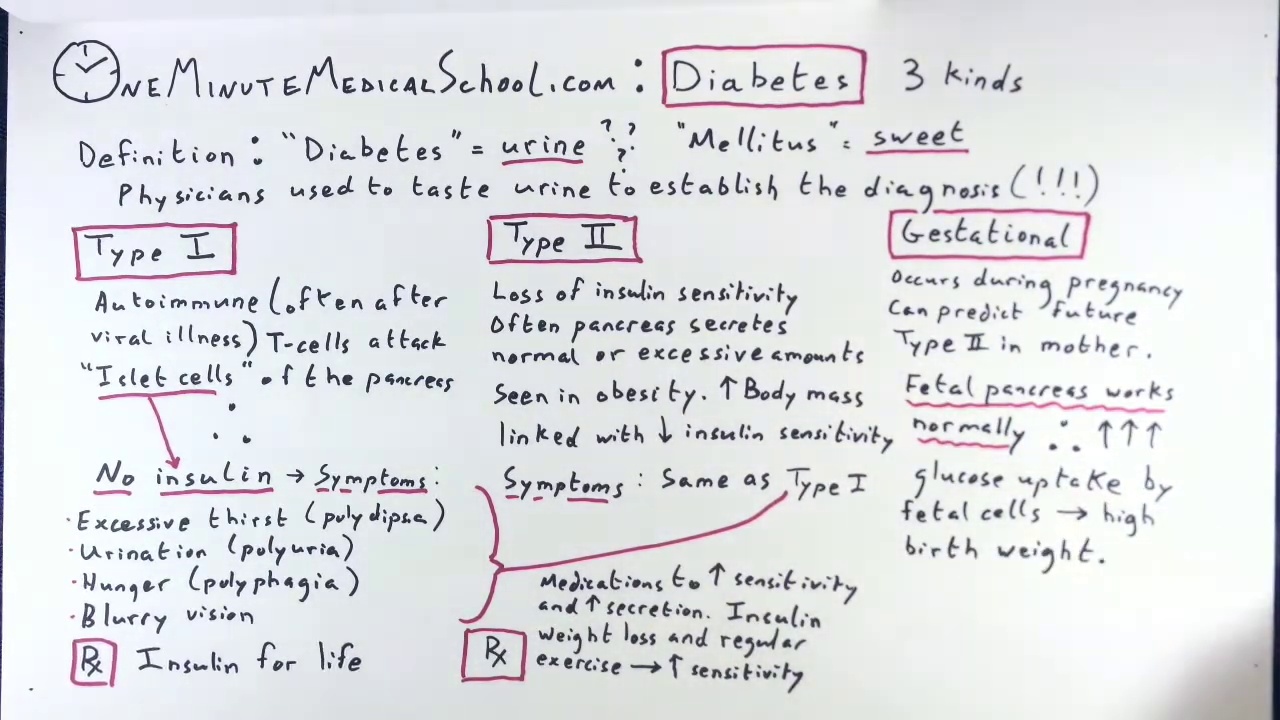 OneMinuteMedicalSchool.com : Diabetes 3 kinds
Definition : "Diabetes" = urine ? ? ? "Mellitus" = sweet
Physicians used to taste urine to establish the diagnosis (!!!)
Type I
Autoimmune (often after
viral illness) T-cells attack
"Islet cells" of the pancreas
∴
No insulin → Symptoms :
· Excessive thirst (polydipsia)
· Urination (polyuria)
· Hunger (polyphagia)
· Blurry vision
Rx Insulin for life
Type II
Loss of insulin sensitivity
Often pancreas secretes
normal or excessive amounts
Seen in obesity. ↑ Body mass
linked with ↓ insulin sensitivity
Symptoms : Same as Type I
Rx
Medications to ↑ sensitivity
and ↑ secretion. Insulin
weight loss and regular
exercise → ↑ sensitivity
Gestational
Occurs during pregnancy
Can predict future
Type II in mother.
Fetal pancreas works
normally ∴ ↑↑↑
glucose uptake by
fetal cells → high
birth weight.